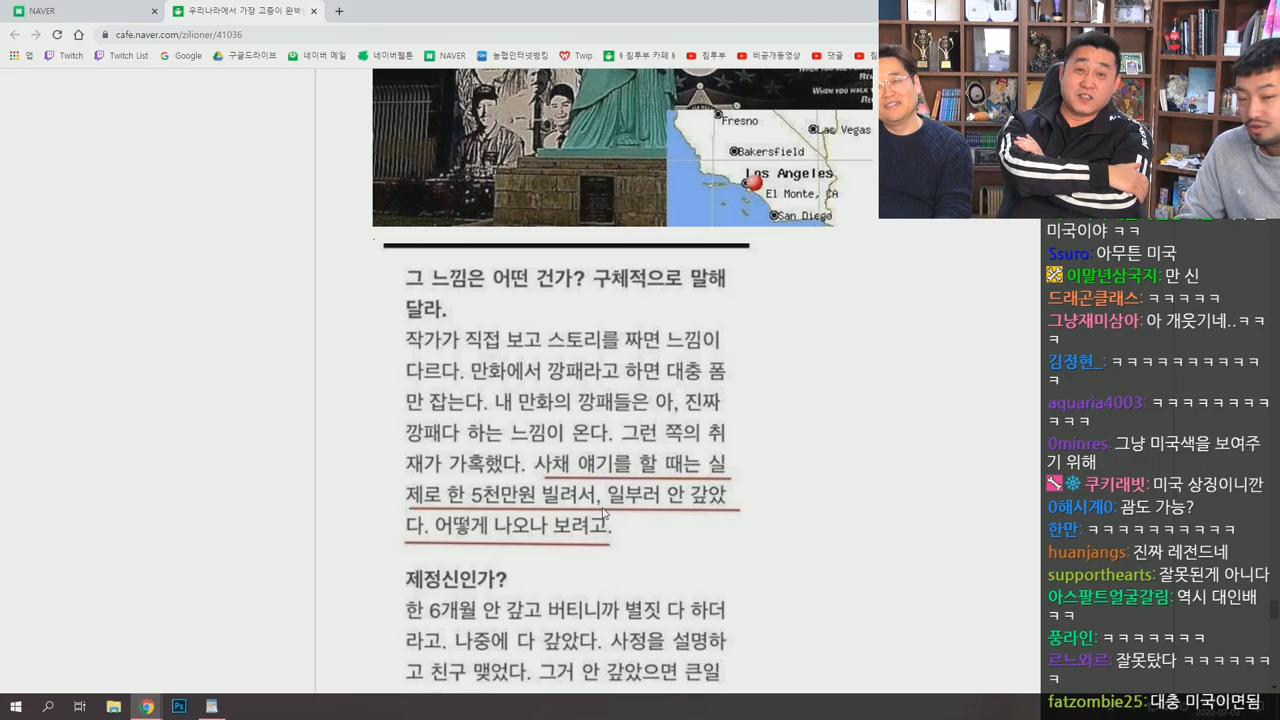 NAVER
우리나라에서 가장 고증이 완벽
cafe.naver.com/zilioner/41036
앱
Twitch
Twitch List
Google
구글드라이브
네이버 메일
네이버웹툰
NAVER
농협인터넷뱅킹
Twip
§ 침투부 카페 §
침투부
비공개동영상
댓글
침
WHEN YOU WALK
Fresno
Las Vegas
Bakersfield
Los Angeles
El Monte, CA
San Diego
그 느낌은 어떤 건가? 구체적으로 말해
달라.
작가가 직접 보고 스토리를 짜면 느낌이
다르다. 만화에서 깡패라고 하면 대충 폼
만 잡는다. 내 만화의 깡패들은 아, 진짜
깡패다 하는 느낌이 온다. 그런 쪽의 취
재가 가혹했다. 사채 얘기를 할 때는 실
제로 한 5천만원 빌려서, 일부러 안 갚았
다. 어떻게 나오나 보려고.
제정신인가?
한 6개월 안 갚고 버티니까 별짓 다 하더
라고. 나중에 다 갚았다. 사정을 설명하
고 친구 맺었다. 그거 안 갚았으면 큰일
미국이야 ㅋㅋ
Ssuro: 아무튼 미국
이말년삼국지: 만 신
드래곤클래스: ㅋㅋㅋㅋㅋ
그냥재미삼아: 아 개웃기네..ㅋㅋ
ㅋ
김정현_: ㅋㅋㅋㅋㅋㅋㅋㅋㅋㅋ
ㅋ
aquaria4003: ㅋㅋㅋㅋㅋㅋㅋㅋ
ㅋㅋㅋ
0minres: 그냥 미국색을 보여주
기 위해
쿠키래빗: 미국 상징이니깐
0해시계0: 괌도 가능?
한만: ㅋㅋㅋㅋㅋㅋㅋㅋㅋㅋ
huanjangs: 진짜 레전드네
supporthearts: 잘못된게 아니다
아스팔트얼굴갈림: 역시 대인배
ㅋㅋ
풍라인: ㅋㅋㅋㅋㅋㅋㅋ
르느와르: 잘못탔다 ㅋㅋㅋㅋㅋㅋ
ㅋ
fatzombie25: 대충 미국이면됨
2020-02-03